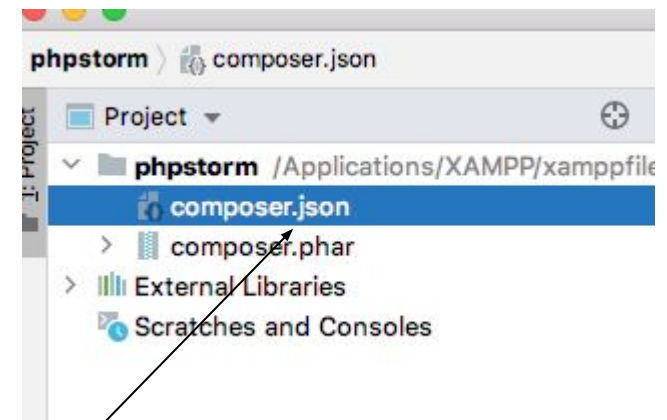 phpstorm composer.json
1: Project
Project
phpstorm /Applications/XAMPP/xamppfile
composer.json
composer.phar
External Libraries
Scratches and Consoles